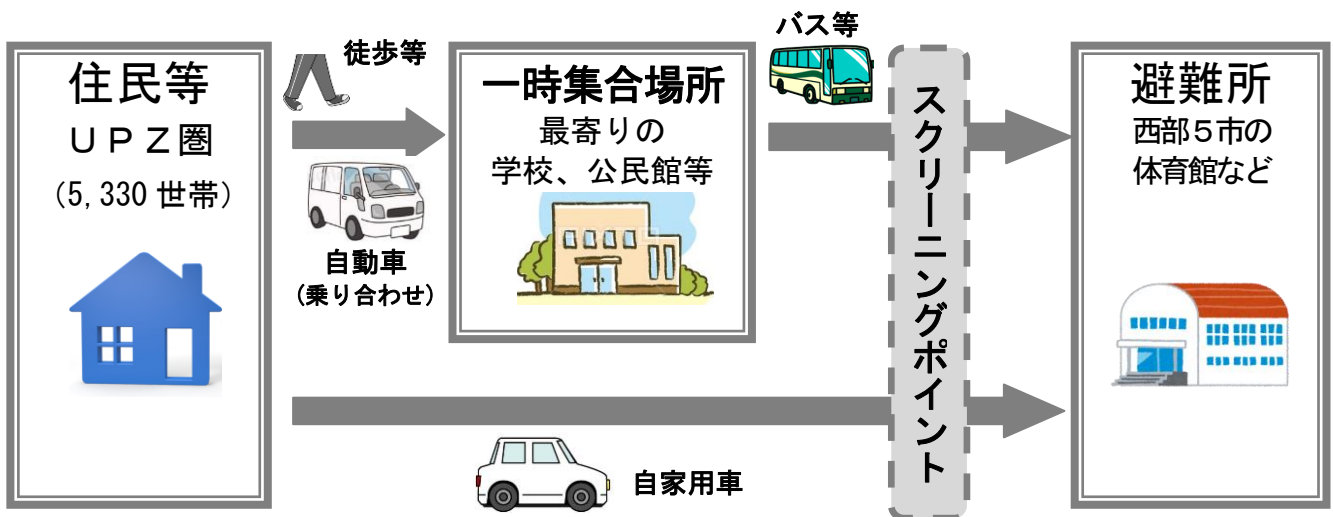 住民等
ＵＰＺ圏
(5,330 世帯)
徒歩等
自動車
(乗り合わせ)
一時集合場所
最寄りの
学校、公民館等
バス等
スクリーニングポイント
避難所
西部５市の
体育館など
自家用車